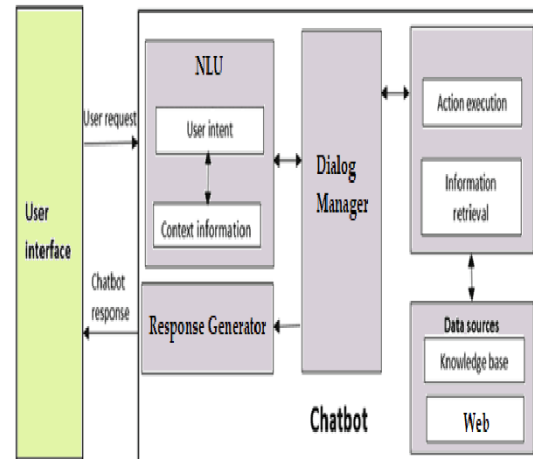 User
interface
User request
Chatbot
response
NLU
User intent
Context information
Response Generator
Dialog
Manager
Action execution
Information
retrieval
Data sources
Knowledge base
Web
Chatbot